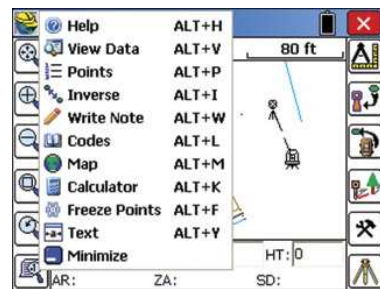 Help ALT+H
View Data ALT+V
80 ft
Points ALT+P
Inverse ALT+I
Write Note ALT+W
Codes ALT+L
Map ALT+M
Calculator ALT+K
Freeze Points ALT+F
Text ALT+Y
Minimize
HT: 0
AR: ZA: SD: